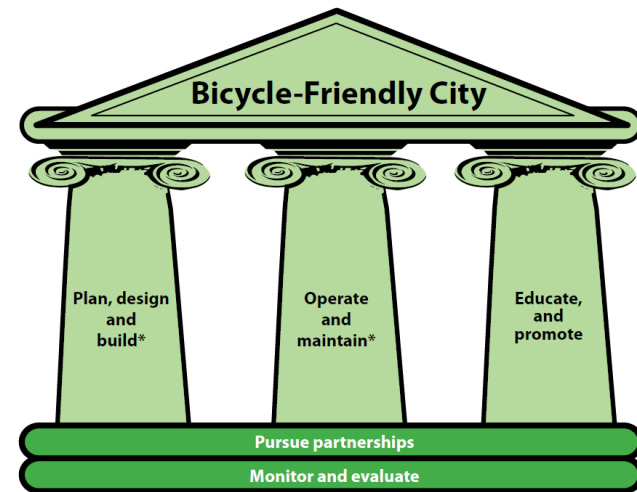 Bicycle-Friendly City
Plan, design
and
build*
Operate
and
maintain*
Educate,
and
promote
Pursue partnerships
Monitor and evaluate